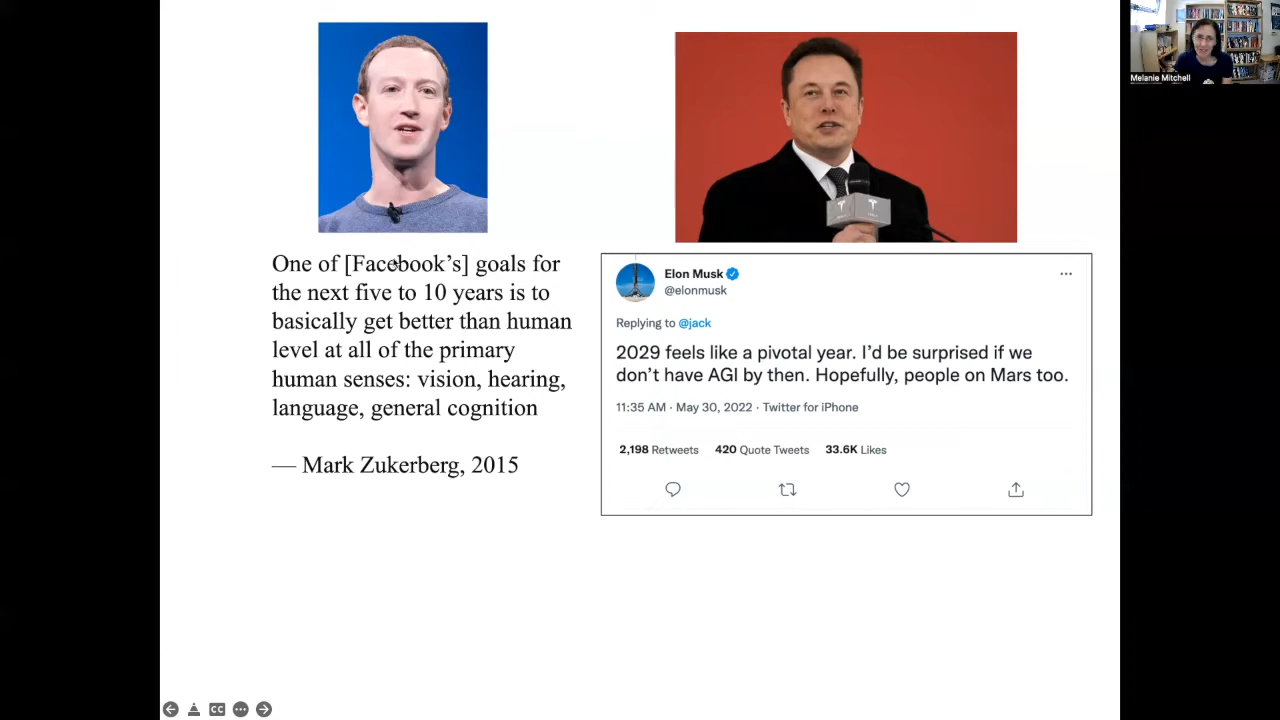 Melanie Mitchell
One of [Facebook's] goals for
the next five to 10 years is to
basically get better than human
level at all of the primary
human senses: vision, hearing,
language, general cognition
— Mark Zukerberg, 2015
Elon Musk
@elonmusk
Replying to @jack
2029 feels like a pivotal year. I'd be surprised if we
don't have AGI by then. Hopefully, people on Mars too.
11:35 AM · May 30, 2022 · Twitter for iPhone
2,198 Retweets 420 Quote Tweets 33.6K Likes
CC